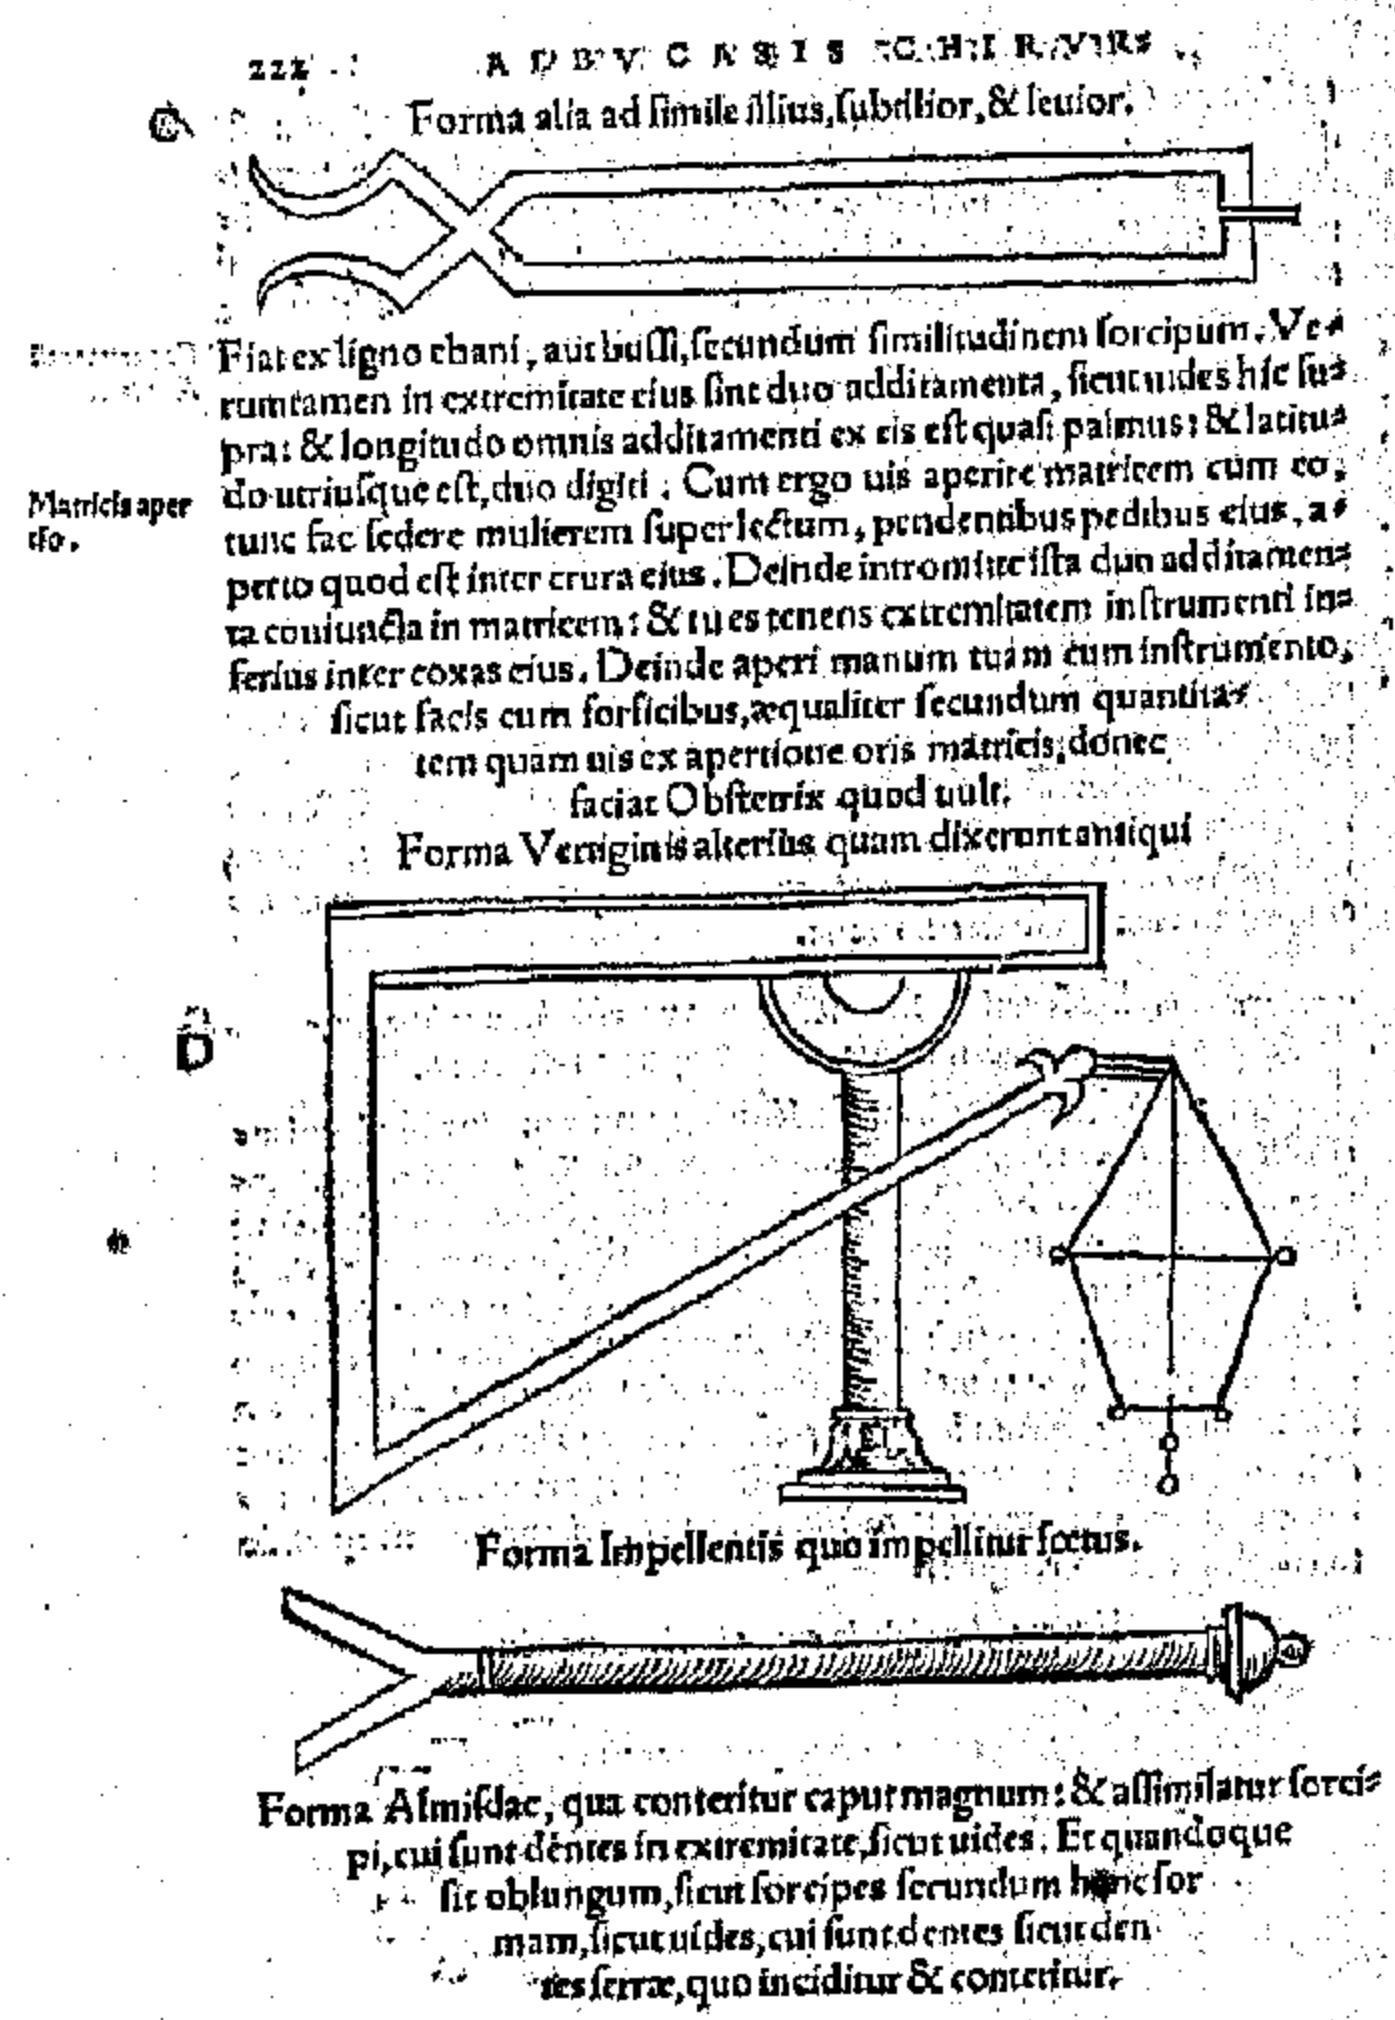 222 ALBVCASIS CHIRVRG
C
Forma alia ad simile illius, subtilior, & leuior.
Fiat ex ligno ebani, aut buſſi, ſecundum ſimilitudinem forcipum. Ve-
rumtamen in extremitate eius ſint duo additamenta, ſicut uides hic ſu-
pra: & longitudo omnis additamenti ex eis eſt quaſi palmus: & latitu-
Matricis aper
tio.
do utriuſque eſt, duo digiti. Cum ergo uis aperire matricem cum eo,
tunc fac ſedere mulierem ſuper lectum, pendentibus pedibus eius, a-
perto quod eſt inter crura eius. Deinde intromitte iſta duo additamen-
ta coniuncta in matricem: & tu es tenens extremitatem inſtrumenti in-
ferius inter coxas eius. Deinde aperi manum tuam cum inſtrumento,
ſicut facis cum forficibus, æqualiter ſecundum quantita-
tem quam uis ex apertione oris matricis, donec
faciat Obſtetrix quod uult.
Forma Vertiginis alterius quam dixerunt antiqui
D
Forma Impellentis quo impellitur fœtus.
Forma Almiſdac, qua conteritur caput magnum: & aſſimilatur forci-
pi, cui ſunt dentes in extremitate, ſicut uides. Et quandoque
fit oblungum, ſicut forcipes ſecundum hanc for
mam, ſicut uides, cui ſunt dentes ſicut den
tes ſerræ, quo inciditur & conteritur.